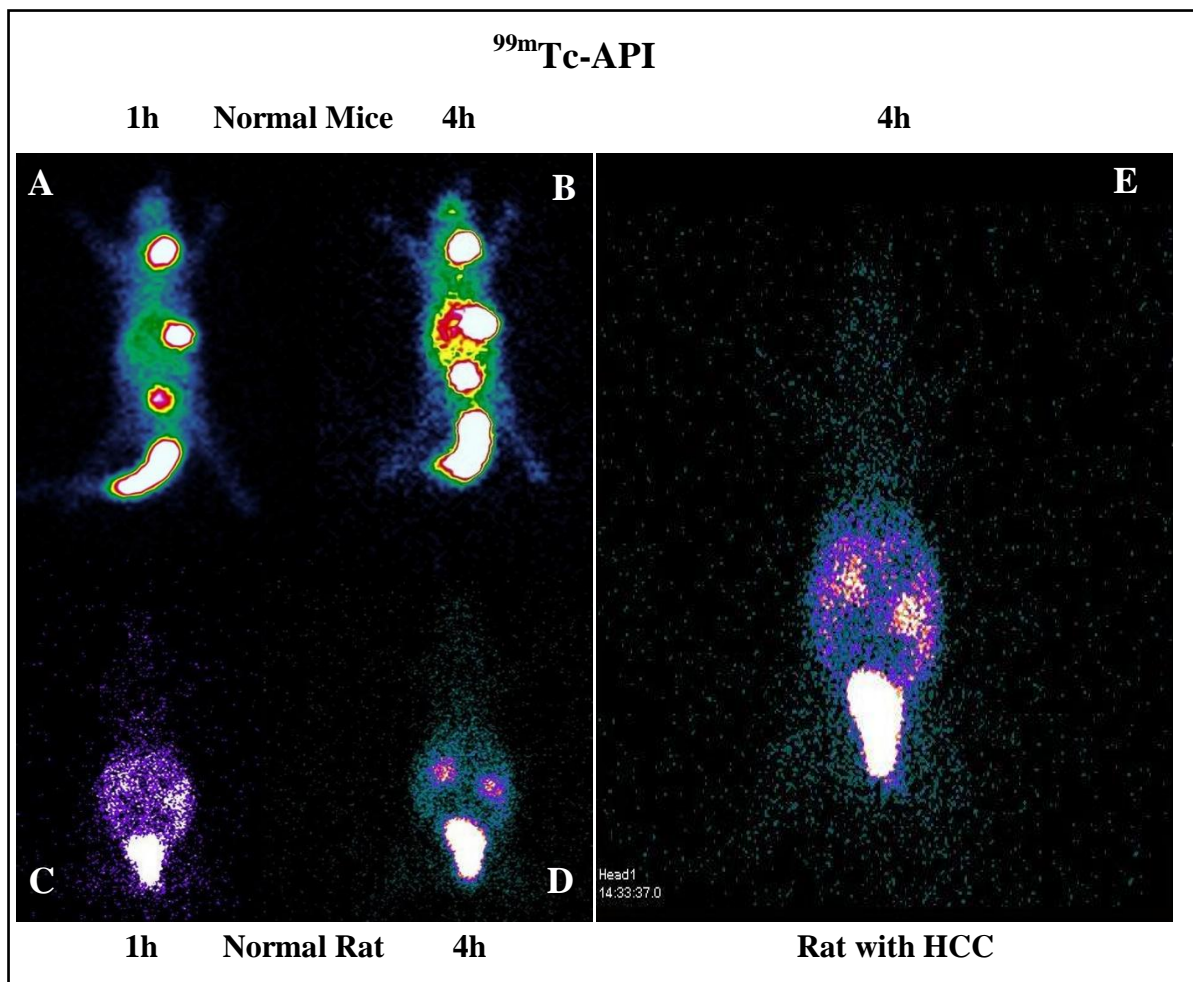 99mTc-API
1h Normal Mice 4h 4h
A B E
C D
Head1
14:33:37.0
1h Normal Rat 4h Rat with HCC